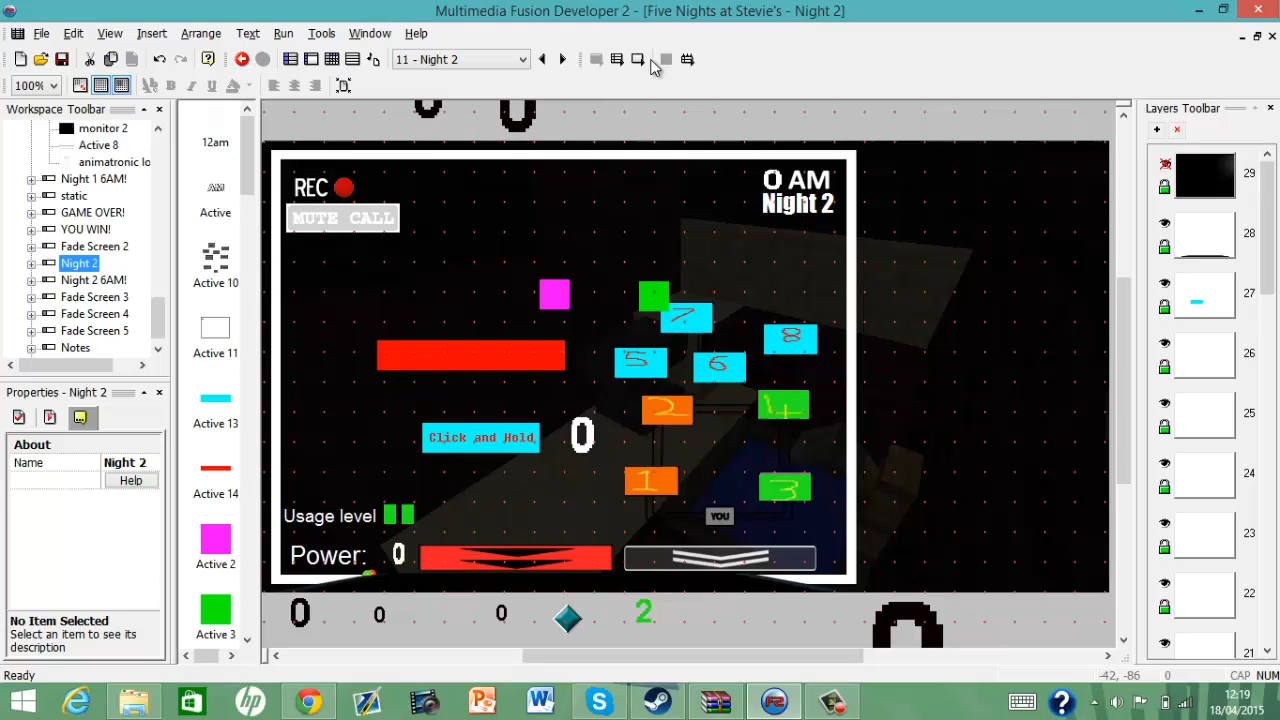 Multimedia Fusion Developer 2 - [Five Nights at Stevie's - Night 2]
File Edit View Insert Arrange Text Run Tools Window Help
11 - Night 2
100%
Workspace Toolbar
monitor 2
Active 8
animatronic lo
Night 1 6AM!
static
GAME OVER!
YOU WIN!
Fade Screen 2
Night 2
Night 2 6AM!
Fade Screen 3
Fade Screen 4
Fade Screen 5
Notes
Properties - Night 2
About
Name Night 2
Help
No Item Selected
Select an item to see its
description
12am
AM
Active
Active 10
Active 11
Active 13
Active 14
Active 2
Active 3
0 0
REC
MUTE CALL
0 AM
Night 2
7
8
5
6
2
4
Click and Hold
0
1
3
YOU
Usage level
Power: 0
0 0 0 2 0
Layers Toolbar
29
28
27
26
25
24
23
22
21
Ready
-42, -86 0 CAP NUM
12:19
18/04/2015